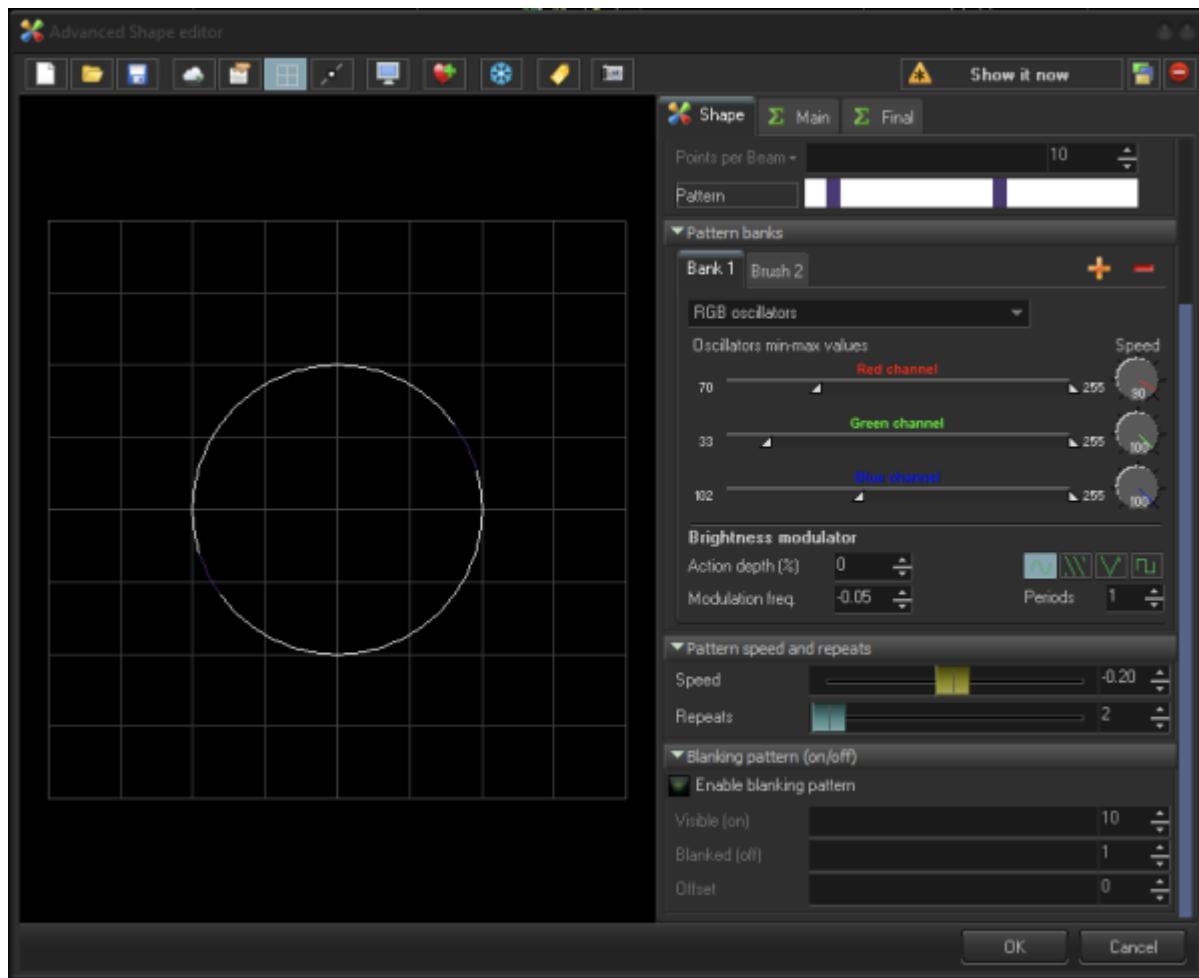 Advanced Shape editor
Show it now
Shape Main Final
Points per Beam 10
Pattern
Pattern banks
Bank 1 Brush 2
RGB oscillators
Oscillators min-max values Speed
Red channel
70 255 90
Green channel
33 255 100
Blue channel
102 255 100
Brightness modulator
Action depth (%) 0
Modulation freq. -0.05 Periods 1
Pattern speed and repeats
Speed -0.20
Repeats 2
Blanking pattern (on/off)
Enable blanking pattern
Visible (on) 10
Blanked (off) 1
Offset 0
OK Cancel